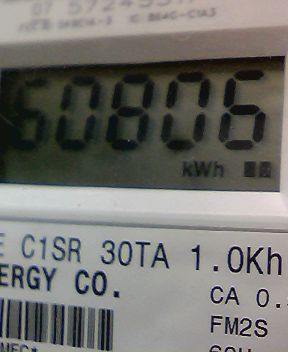 60806
kWh
E C1SR 30TA 1.0Kh
ERGY CO.
CA 0.
FM2S